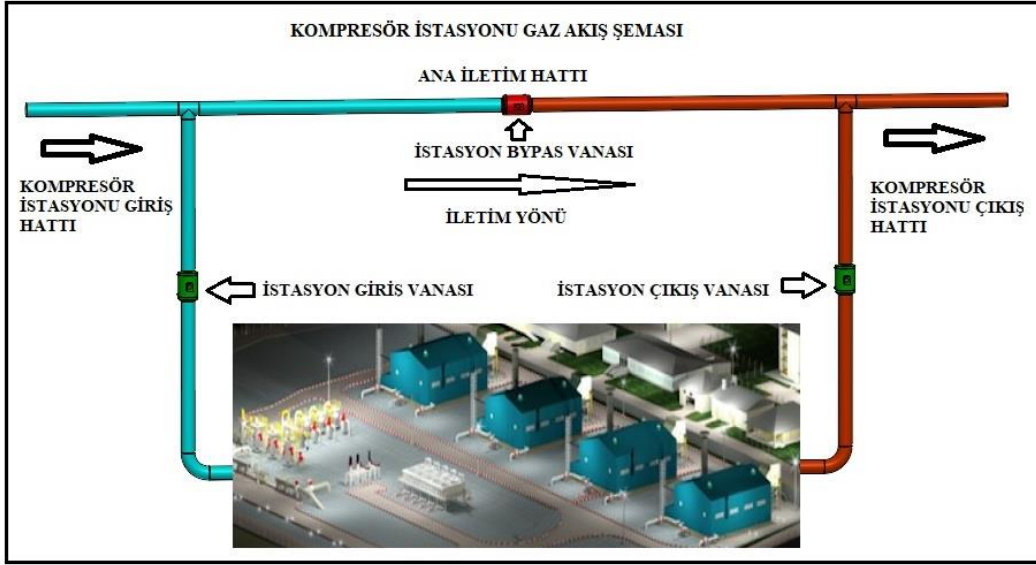 KOMPRESÖR İSTASYONU GAZ AKIŞ ŞEMASI
ANA İLETİM HATTI
İSTASYON BYPAS VANASI
KOMPRESÖR
İSTASYONU GİRİŞ
HATTI
İLETİM YÖNÜ
KOMPRESÖR
İSTASYONU ÇIKIŞ
HATTI
İSTASYON GİRİŞ VANASI
İSTASYON ÇIKIŞ VANASI